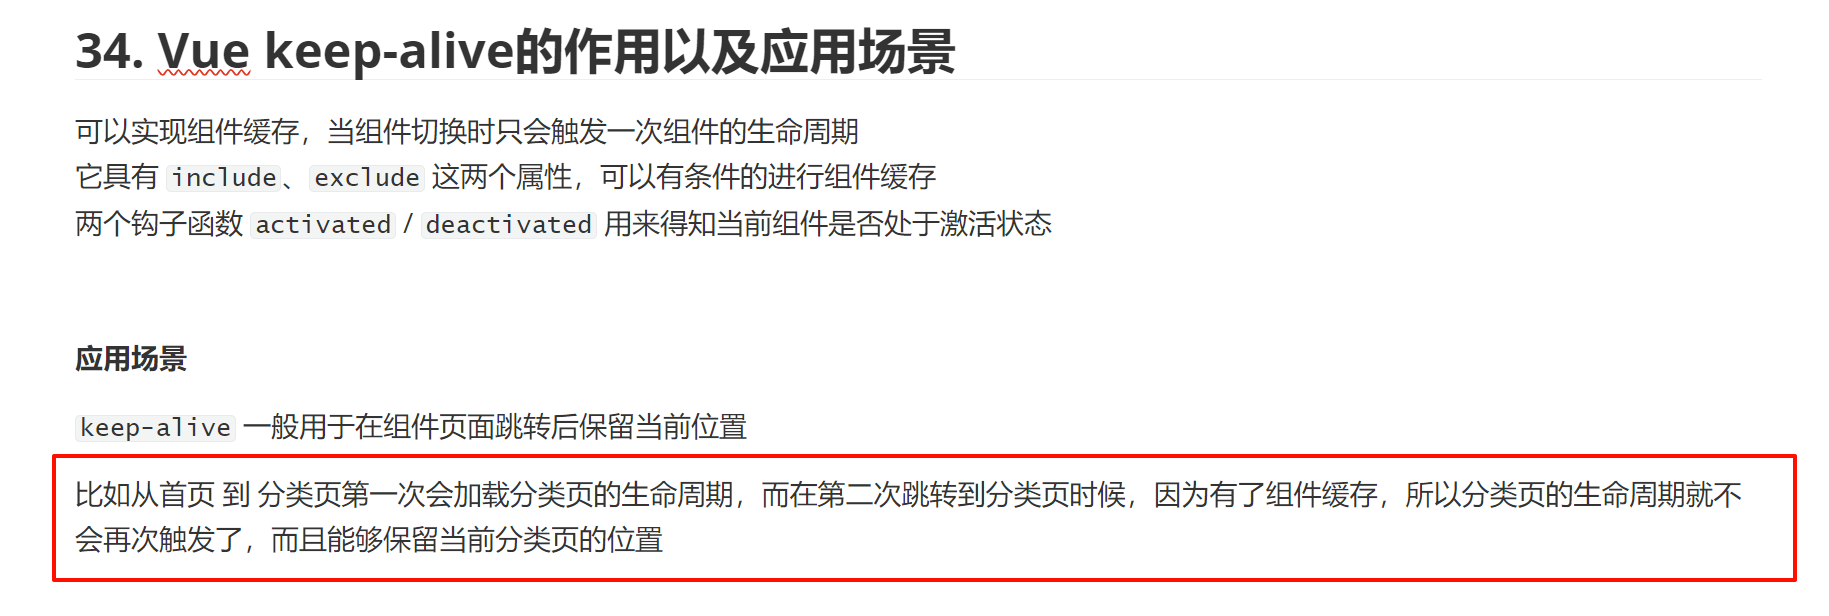 34. Vue keep-alive的作用以及应用场景
可以实现组件缓存，当组件切换时只会触发一次组件的生命周期
它具有 include、exclude 这两个属性，可以有条件的进行组件缓存
两个钩子函数 activated / deactivated 用来得知当前组件是否处于激活状态
应用场景
keep-alive 一般用于在组件页面跳转后保留当前位置
比如从首页 到 分类页第一次会加载分类页的生命周期，而在第二次跳转到分类页时候，因为有了组件缓存，所以分类页的生命周期就不
会再次触发了，而且能够保留当前分类页的位置